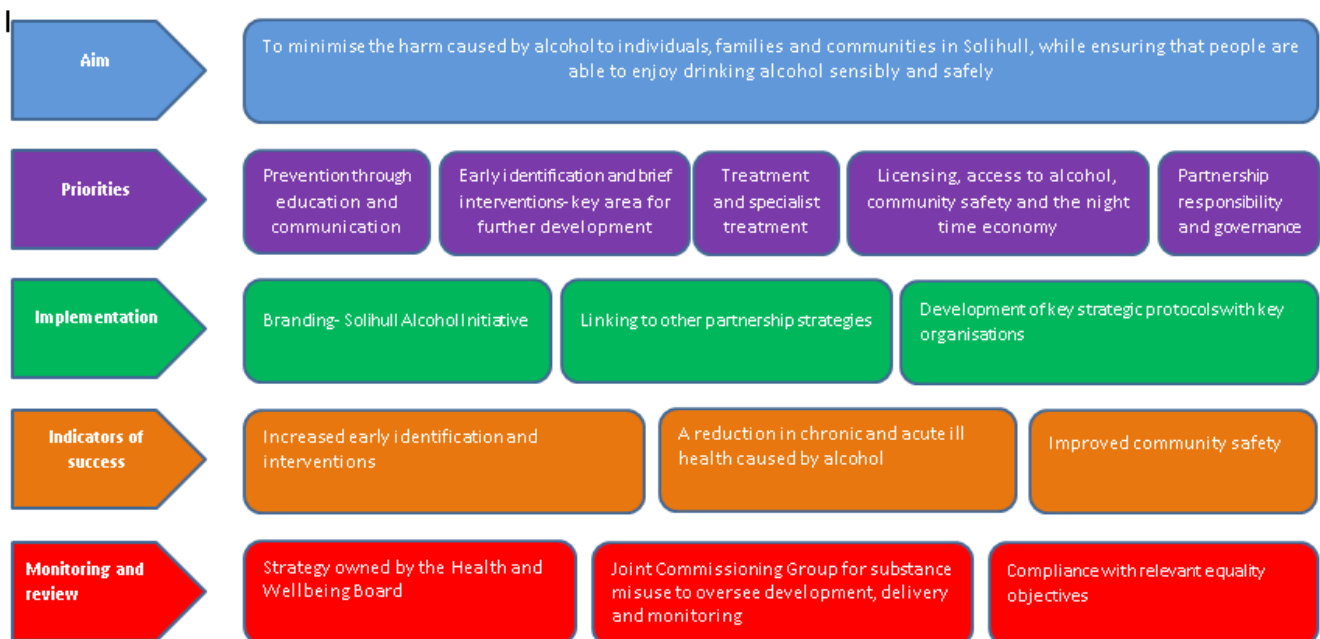 Aim
To minimise the harm caused by alcohol to individuals, families and communities in Solihull, while ensuring that people are
able to enjoy drinking alcohol sensibly and safely
Priorities
Prevention through
education and
communication
Early identification and brief
interventions- key area for
further development
Treatment
and specialist
treatment
Licensing, access to alcohol,
community safety and the night
time economy
Partnership
responsibility
and governance
Implementation
Branding- Solihull Alcohol Initiative
Linking to other partnership strategies
Development of key strategic protocols with key
organisations
Indicators of
success
Increased early identification and
interventions
A reduction in chronic and acute ill
health caused by alcohol
Improved community safety
Monitoring and
review
Strategy owned by the Health and
Wellbeing Board
Joint Commissioning Group for substance
misuse to oversee development, delivery
and monitoring
Compliance with relevant equality
objectives